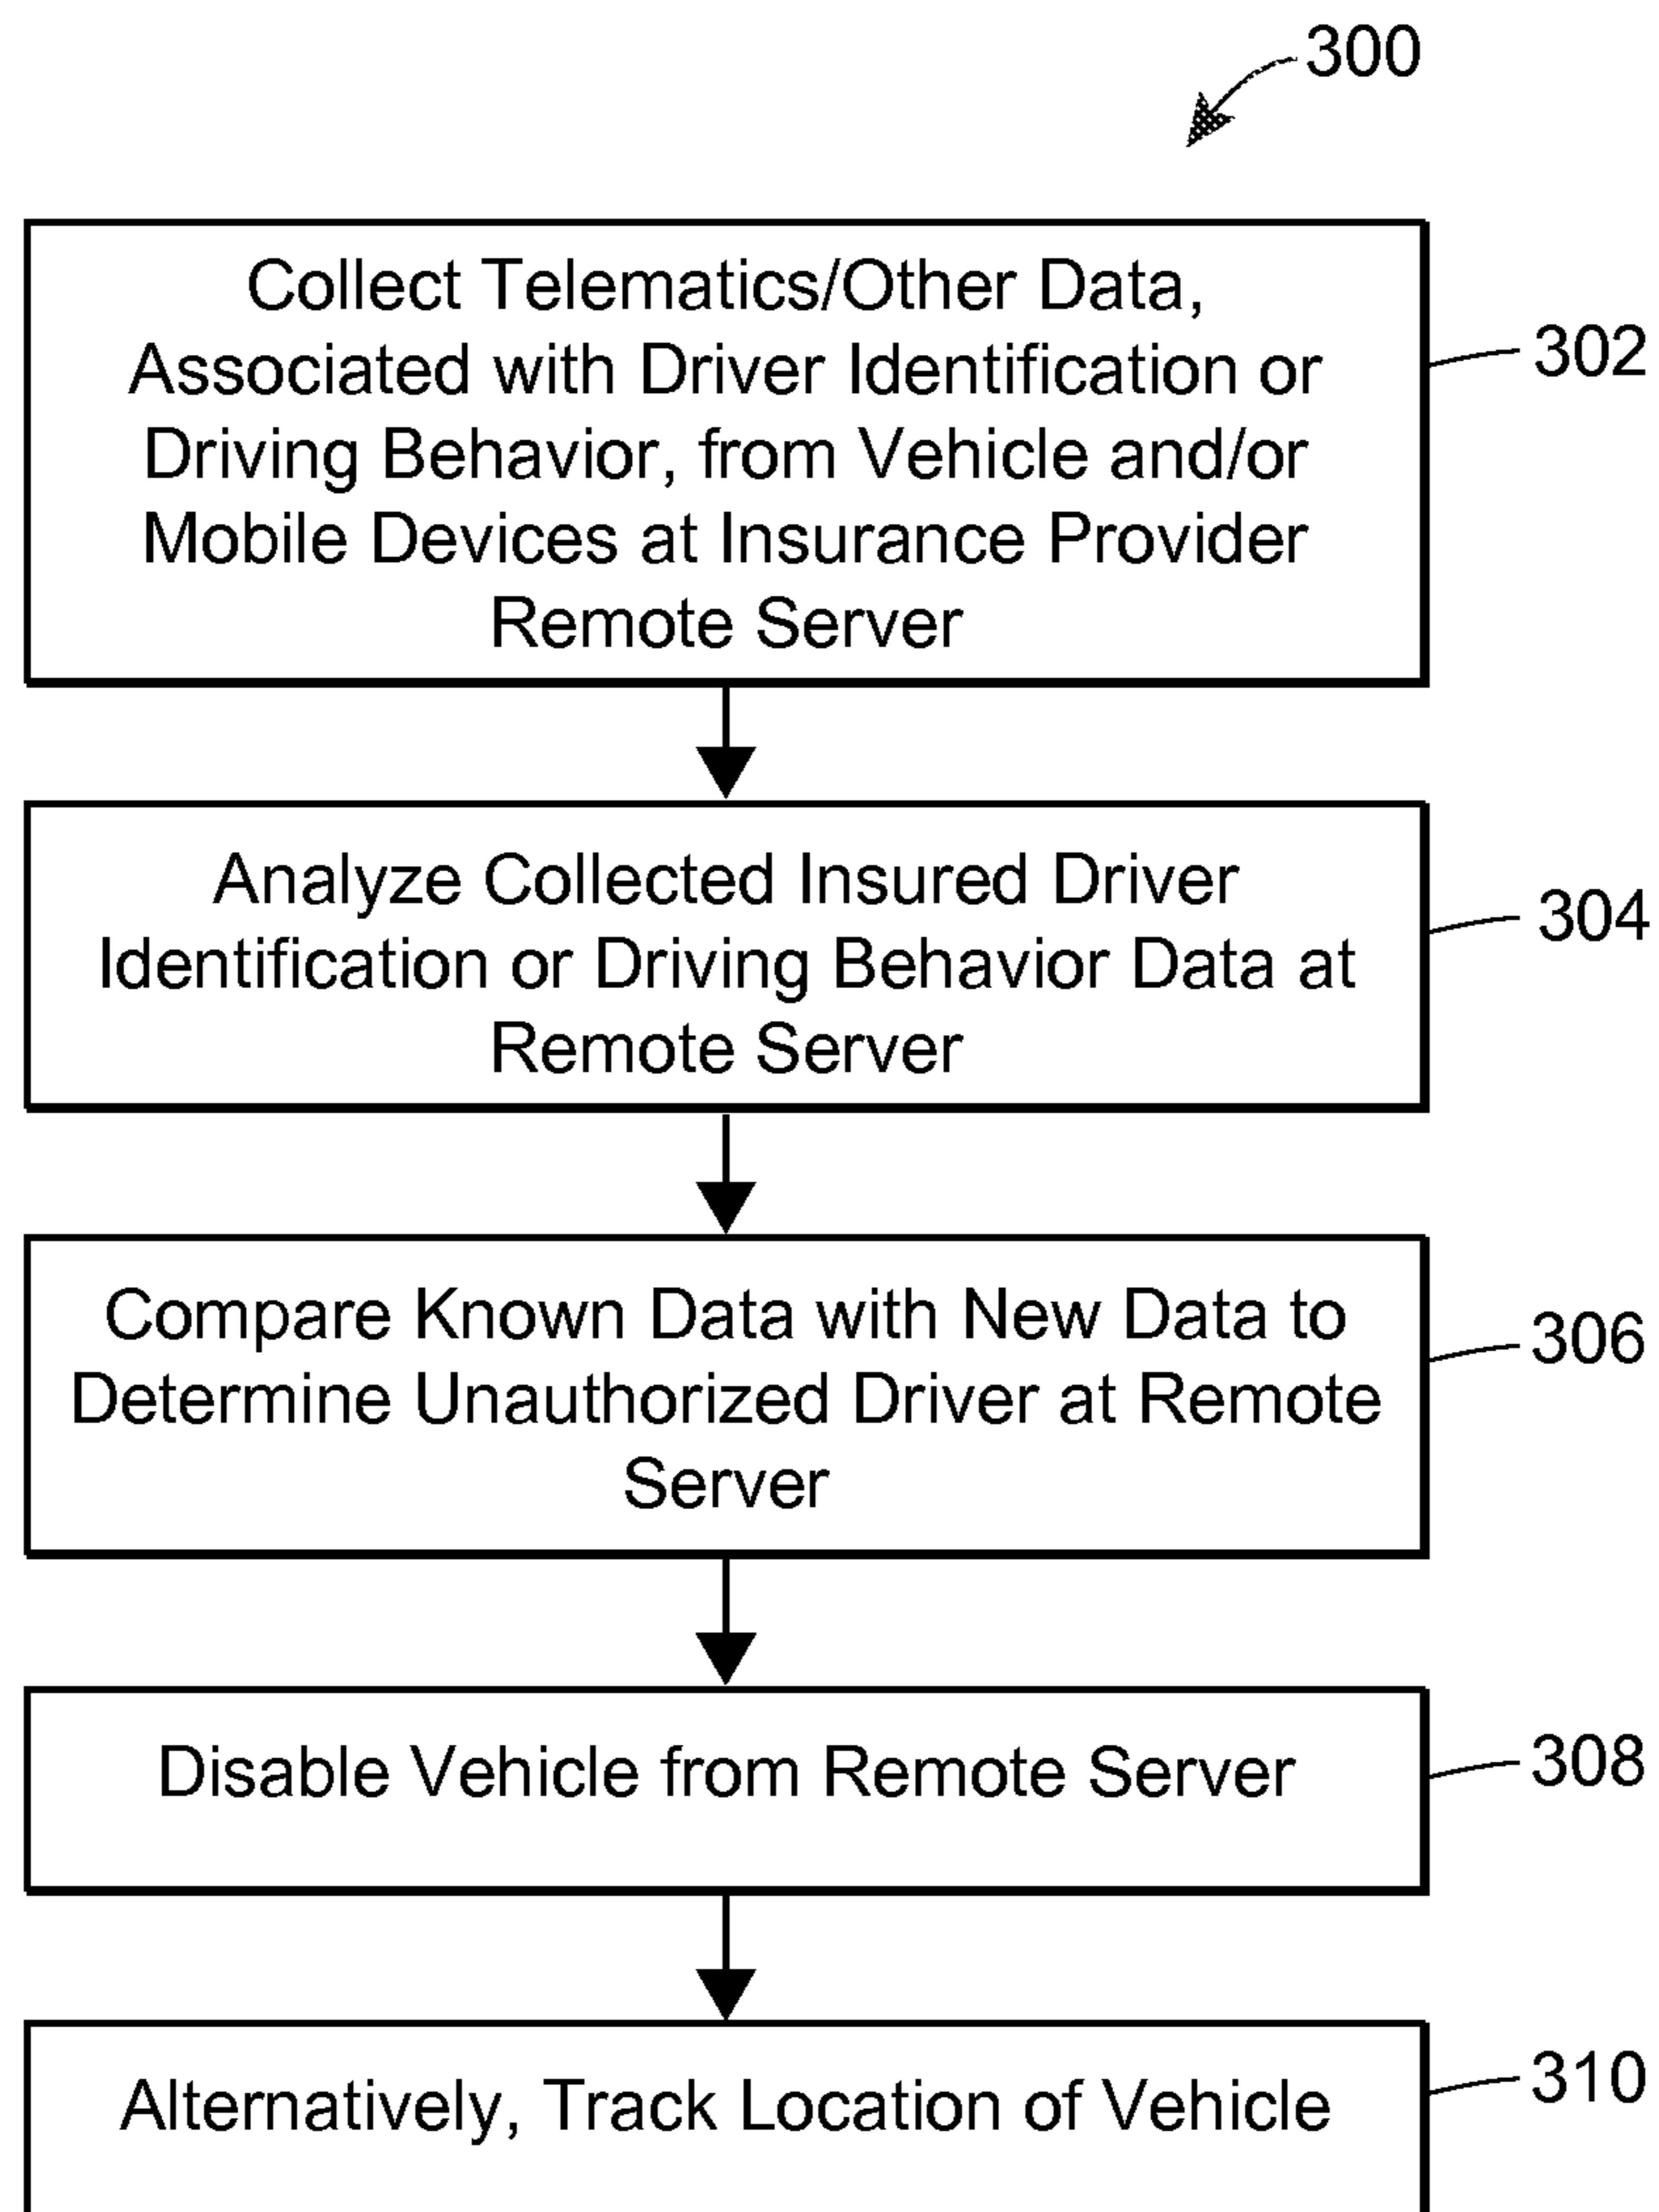 300
Collect Telematics/Other Data,
Associated with Driver Identification or
Driving Behavior, from Vehicle and/or
Mobile Devices at Insurance Provider
Remote Server
302
Analyze Collected Insured Driver
Identification or Driving Behavior Data at
Remote Server
304
Compare Known Data with New Data to
Determine Unauthorized Driver at Remote
Server
306
Disable Vehicle from Remote Server
308
Alternatively, Track Location of Vehicle
310